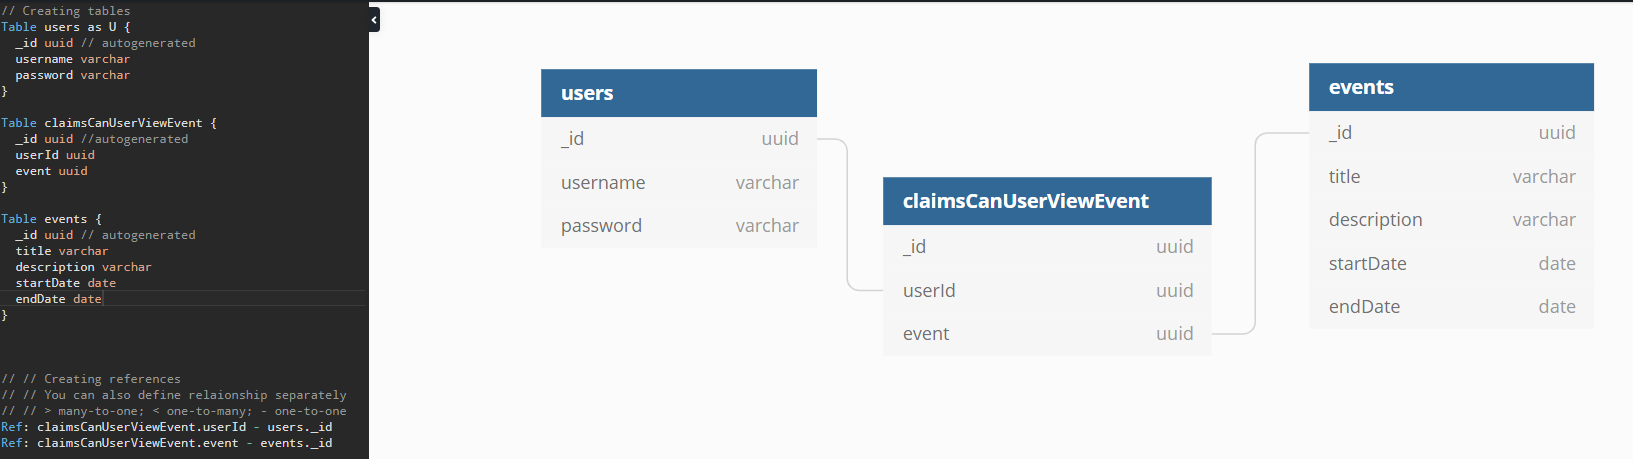 // Creating tables
Table users as U {
_id uuid // autogenerated
username varchar
password varchar
}
Table claimsCanUserViewEvent {
_id uuid //autogenerated
userId uuid
event uuid
}
Table events {
_id uuid // autogenerated
title varchar
description varchar
startDate date
endDate date
}
// // Creating references
// // You can also define relaionship separately
// // > many-to-one; < one-to-many; - one-to-one
Ref: claimsCanUserViewEvent.userId - users._id
Ref: claimsCanUserViewEvent.event - events._id
users
_id uuid
username varchar
password varchar
claimsCanUserViewEvent
_id uuid
userId uuid
event uuid
events
_id uuid
title varchar
description varchar
startDate date
endDate date